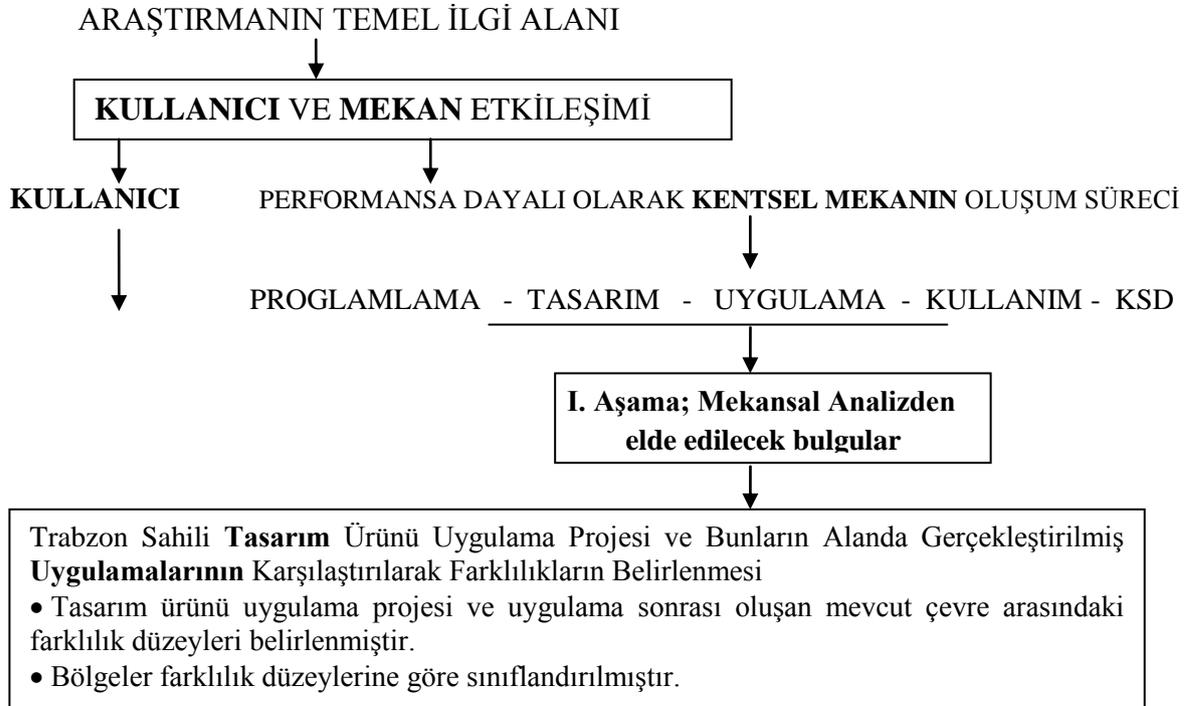 ARAŞTIRMANIN TEMEL İLGİ ALANI
KULLANICI VE MEKAN ETKİLEŞİMİ
KULLANICI PERFORMANSA DAYALI OLARAK KENTSEL MEKANIN OLUŞUM SÜRECİ
PROGLAMLAMA - TASARIM - UYGULAMA - KULLANIM - KSD
I. Aşama; Mekansal Analizden
elde edilecek bulgular
Trabzon Sahili Tasarım Ürünü Uygulama Projesi ve Bunların Alanda Gerçekleştirilmiş
Uygulamalarının Karşılaştırılarak Farklılıkların Belirlenmesi
• Tasarım ürünü uygulama projesi ve uygulama sonrası oluşan mevcut çevre arasındaki
farklılık düzeyleri belirlenmiştir.
• Bölgeler farklılık düzeylerine göre sınıflandırılmıştır.